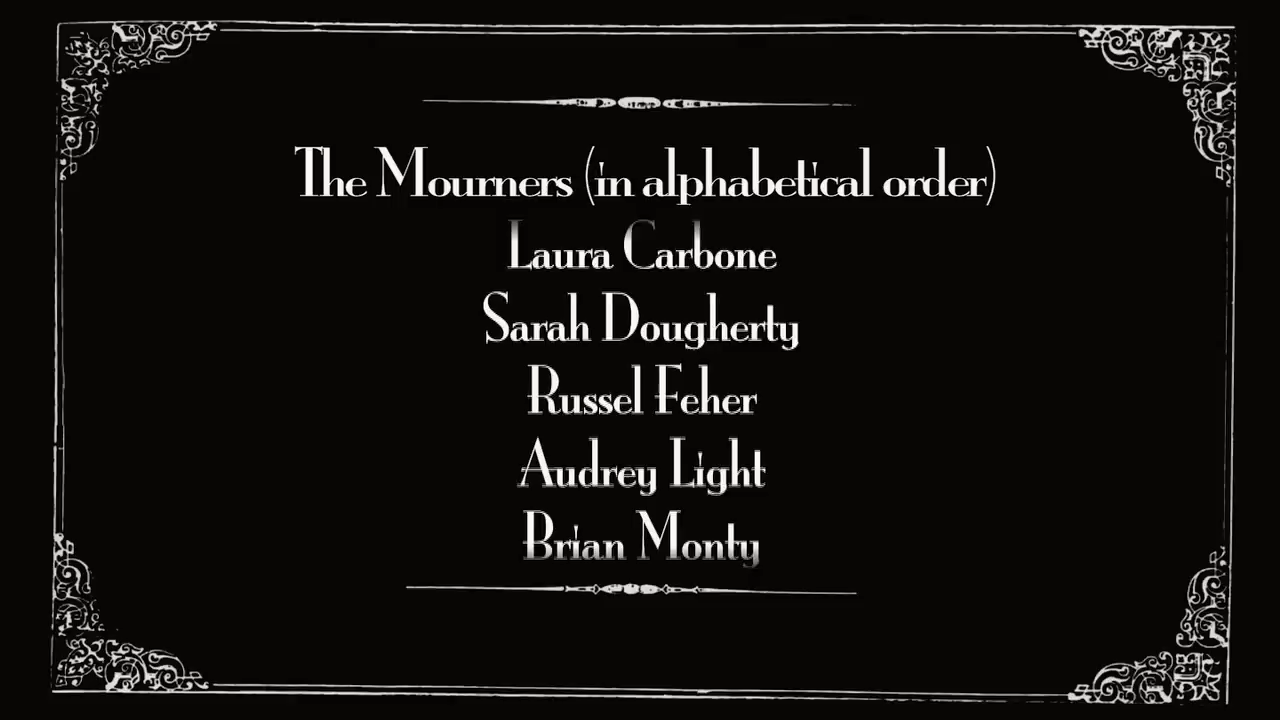 The Mourners (in alphabetical order)
Laura Carbone
Sarah Dougherty
Russel Feher
Audrey Light
Brian Monty